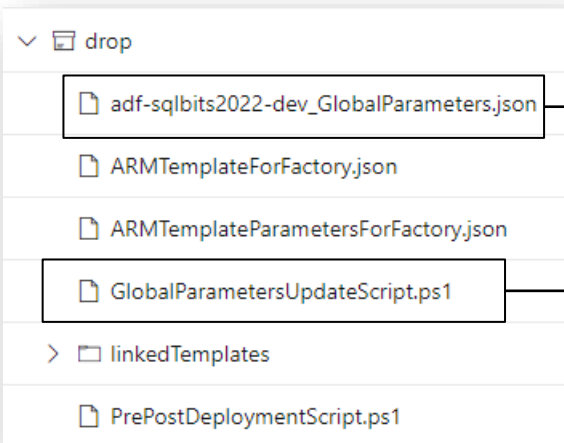 drop
adf-sqlbits2022-dev_GlobalParameters.json
ARMTemplateForFactory.json
ARMTemplateParametersForFactory.json
GlobalParametersUpdateScript.ps1
linkedTemplates
PrePostDeploymentScript.ps1